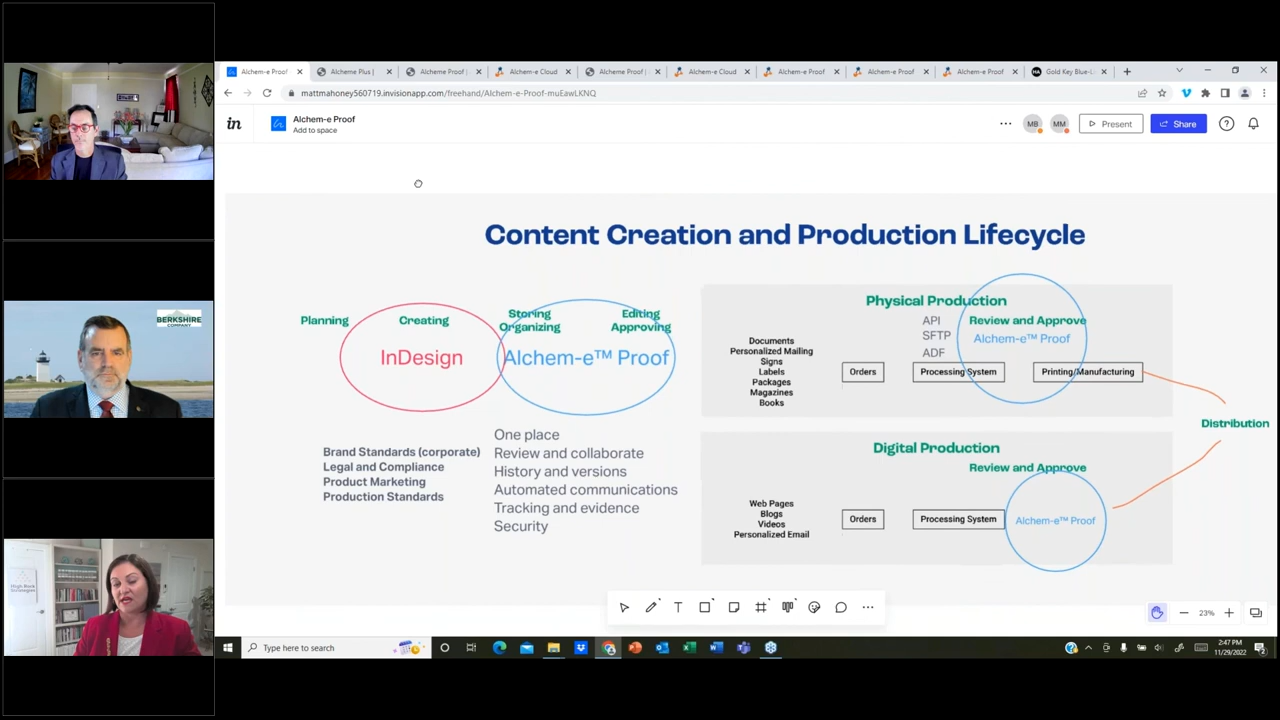 Alchem-e Proof
Alcheme Plus |
Alcheme Proof |
Alchem-e Cloud
Alcheme Proof |
Alchem-e Cloud
Alchem-e Proof
Alchem-e Proof
Alchem-e Proof
Gold Key Blue-L
mattmahoney560719.invisionapp.com/freehand/Alchem-e-Proof-muEawLKNQ
in
Alchem-e Proof
Add to space
MB
MM
Present
Share
BERKSHIRE
COMPANY
High Rock
Strategies
Content Creation and Production Lifecycle
Planning
Creating
Storing
Organizing
Editing
Approving
InDesign
Alchem-e™ Proof
Brand Standards (corporate)
Legal and Compliance
Product Marketing
Production Standards
One place
Review and collaborate
History and versions
Automated communications
Tracking and evidence
Security
Physical Production
API
SFTP
ADF
Review and Approve
Alchem-e™ Proof
Documents
Personalized Mailing
Signs
Labels
Packages
Magazines
Books
Orders
Processing System
Printing/Manufacturing
Distribution
Digital Production
Review and Approve
Web Pages
Blogs
Videos
Personalized Email
Orders
Processing System
Alchem-e™ Proof
23%
Type here to search
2:47 PM
11/29/2022